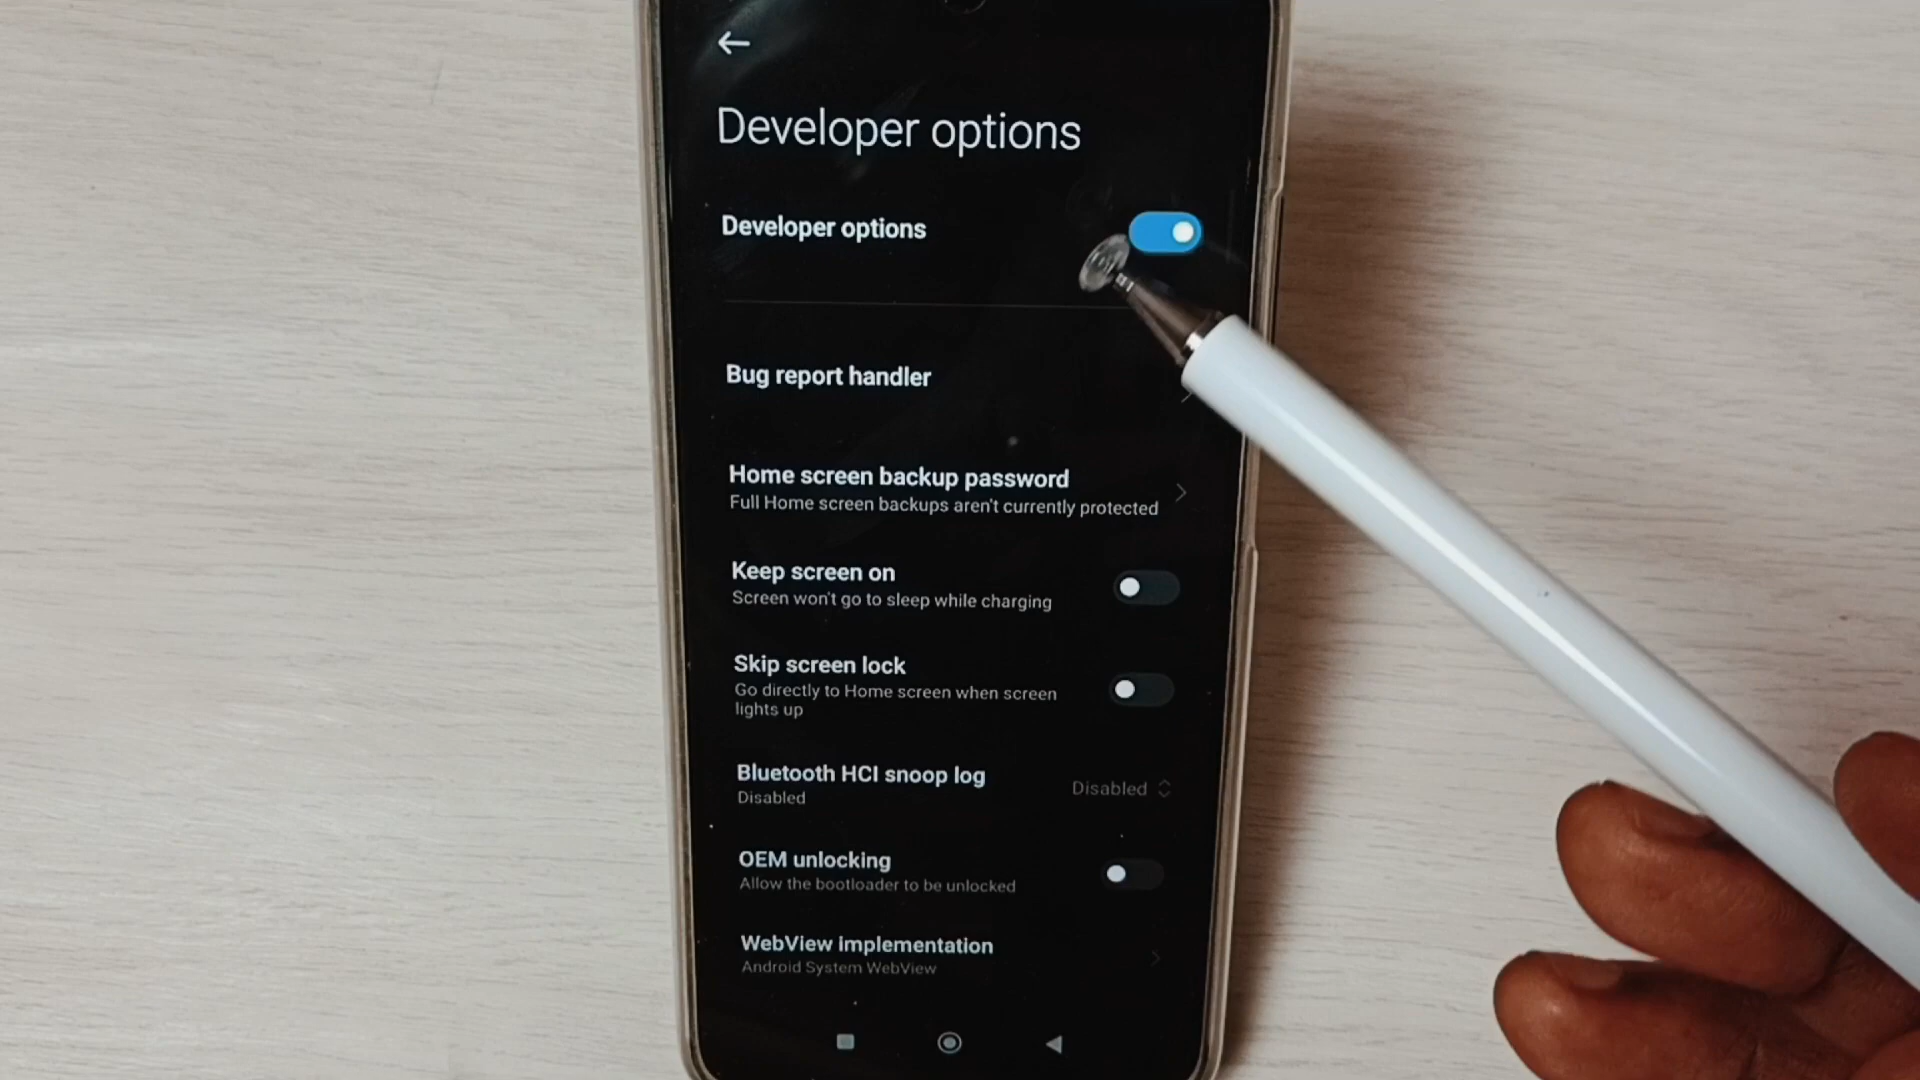 Developer options
Developer options
Bug report handler
Home screen backup password
Full Home screen backups aren't currently protected
Keep screen on
Screen won't go to sleep while charging
Skip screen lock
Go directly to Home screen when screen
lights up
Bluetooth HCI snoop log
Disabled
Disabled
OEM unlocking
Allow the bootloader to be unlocked
WebView implementation
Android System WebView